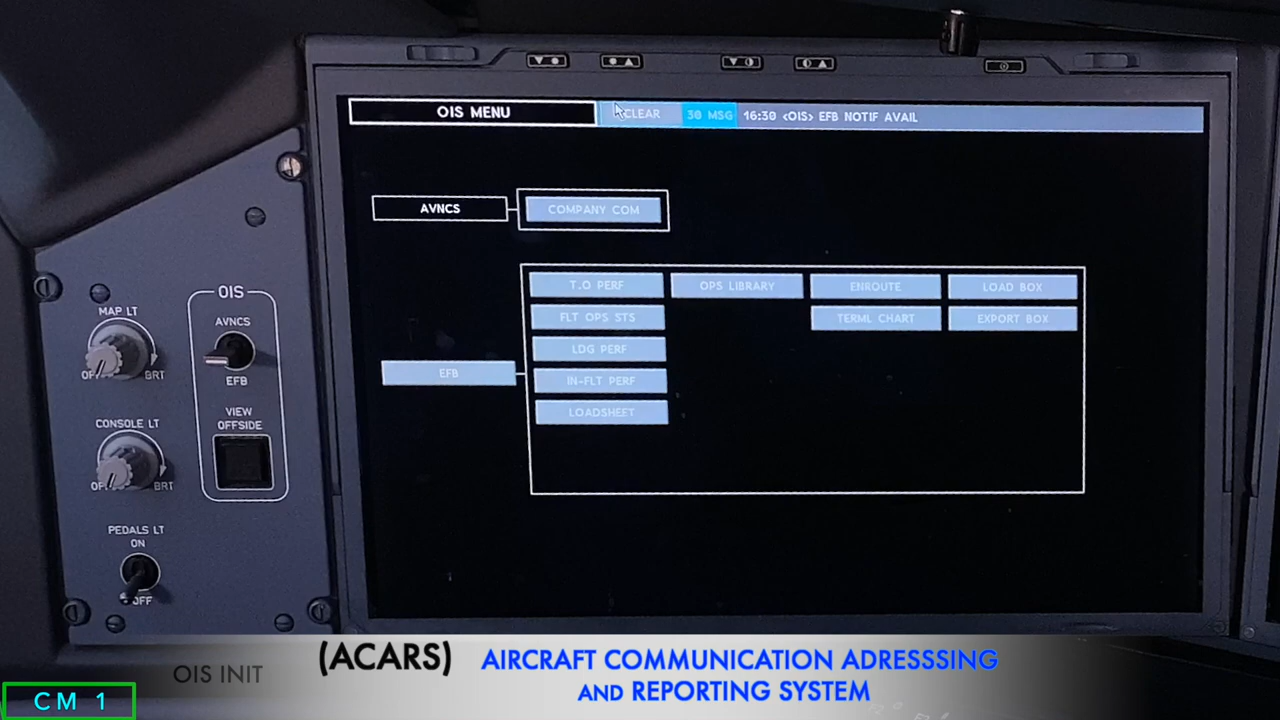 OIS MENU
CLEAR
30 MSG
16:30 <OIS> EFB NOTIF AVAIL
AVNCS
COMPANY COM
T.O PERF
OPS LIBRARY
ENROUTE
LOAD BOX
FLT OPS STS
TERML CHART
EXPORT BOX
LDG PERF
EFB
IN-FLT PERF
LOADSHEET
OIS
MAP LT
AVNCS
OFF
BRT
EFB
VIEW
OFFSIDE
CONSOLE LT
BRT
PEDALS LT
ON
OFF
OIS INIT
(ACARS)
AIRCRAFT COMMUNICATION ADRESSSING
AND REPORTING SYSTEM
CM 1